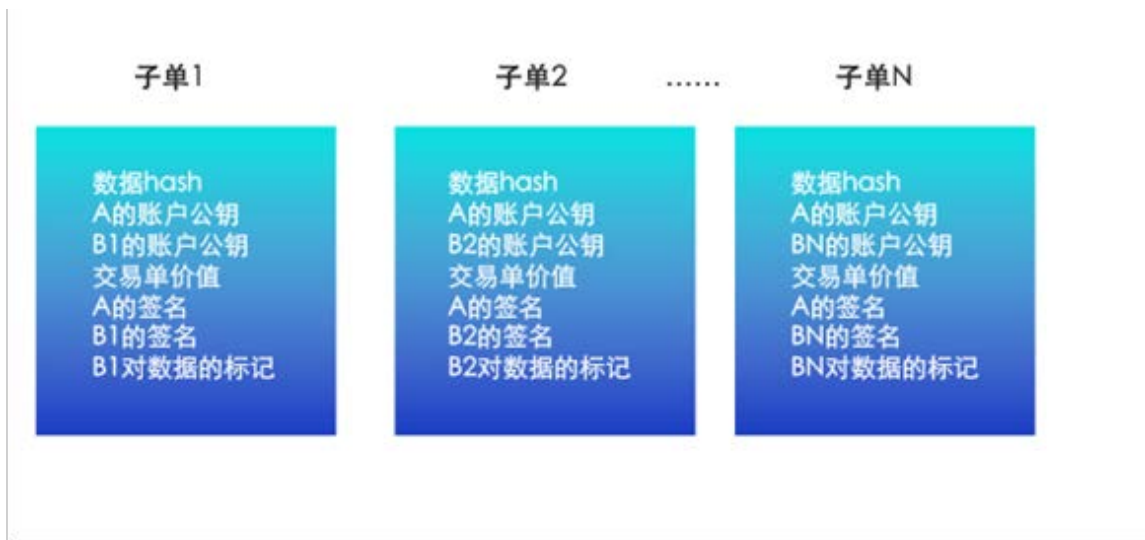 子单1
子单2
......
子单N
数据hash
A的账户公钥
B1的账户公钥
交易单价值
A的签名
B1的签名
B1对数据的标记
数据hash
A的账户公钥
B2的账户公钥
交易单价值
A的签名
B2的签名
B2对数据的标记
数据hash
A的账户公钥
BN的账户公钥
交易单价值
A的签名
BN的签名
BN对数据的标记